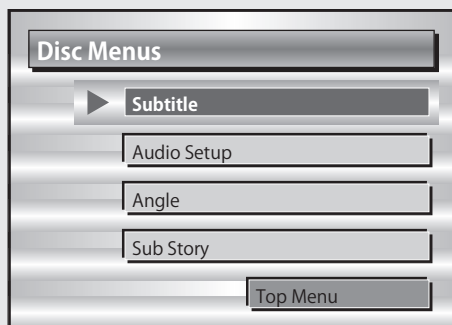 Disc Menus
Subtitle
Audio Setup
Angle
Sub Story
Top Menu